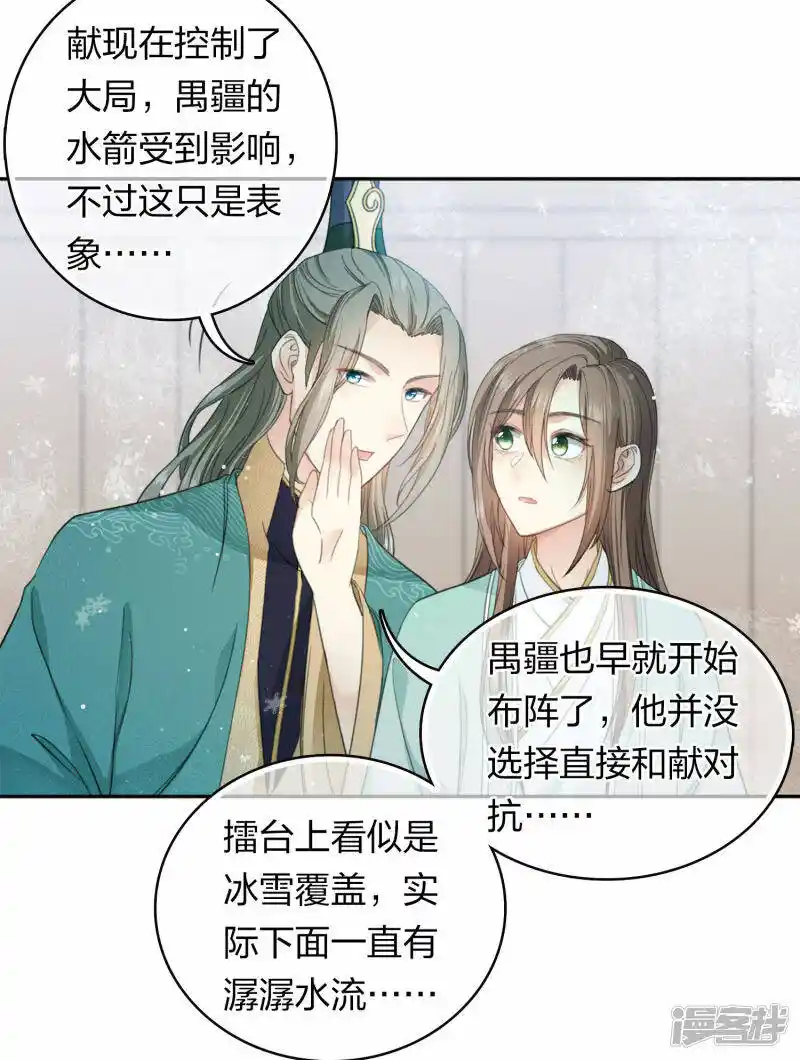 献现在控制了
大局，禺疆的
水箭受到影响，
不过这只是表
象……
禺疆也早就开始
布阵了，他并没
选择直接和献对
抗……
擂台上看似是
冰雪覆盖，实
际下面一直有
潺潺水流……
漫客栈